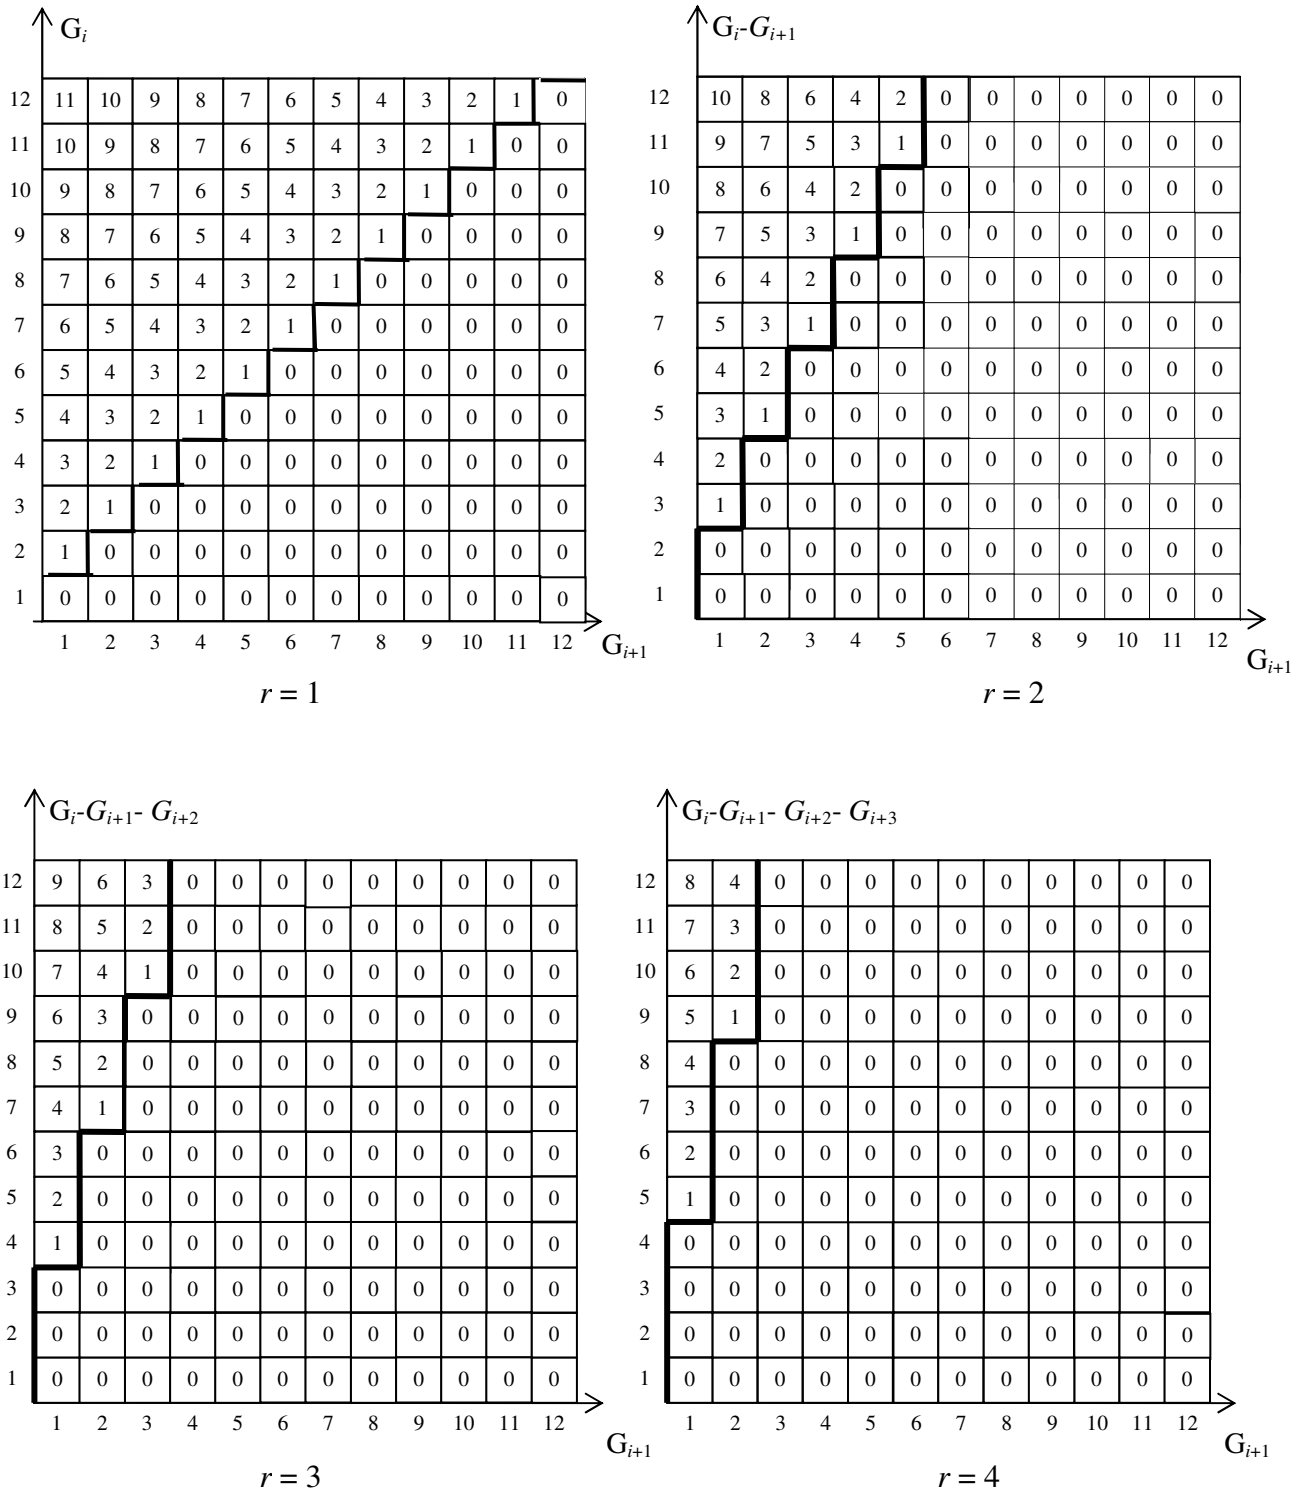 G𝑖
12 11 10 9 8 7 6 5 4 3 2 1 0
11 10 9 8 7 6 5 4 3 2 1 0 0
10 9 8 7 6 5 4 3 2 1 0 0 0
9 8 7 6 5 4 3 2 1 0 0 0 0
8 7 6 5 4 3 2 1 0 0 0 0 0
7 6 5 4 3 2 1 0 0 0 0 0 0
6 5 4 3 2 1 0 0 0 0 0 0 0
5 4 3 2 1 0 0 0 0 0 0 0 0
4 3 2 1 0 0 0 0 0 0 0 0 0
3 2 1 0 0 0 0 0 0 0 0 0 0
2 1 0 0 0 0 0 0 0 0 0 0 0
1 0 0 0 0 0 0 0 0 0 0 0 0
1 2 3 4 5 6 7 8 9 10 11 12
Gi+1
r = 1
Gi-Gi+1
12 10 8 6 4 2 0 0 0 0 0 0 0
11 9 7 5 3 1 0 0 0 0 0 0 0
10 8 6 4 2 0 0 0 0 0 0 0 0
9 7 5 3 1 0 0 0 0 0 0 0 0
8 6 4 2 0 0 0 0 0 0 0 0 0
7 5 3 1 0 0 0 0 0 0 0 0 0
6 4 2 0 0 0 0 0 0 0 0 0 0
5 3 1 0 0 0 0 0 0 0 0 0 0
4 2 0 0 0 0 0 0 0 0 0 0 0
3 1 0 0 0 0 0 0 0 0 0 0 0
2 0 0 0 0 0 0 0 0 0 0 0 0
1 0 0 0 0 0 0 0 0 0 0 0 0
1 2 3 4 5 6 7 8 9 10 11 12
Gi+1
r = 2
Gi-Gi+1- Gi+2
12 9 6 3 0 0 0 0 0 0 0 0 0
11 8 5 2 0 0 0 0 0 0 0 0 0
10 7 4 1 0 0 0 0 0 0 0 0 0
9 6 3 0 0 0 0 0 0 0 0 0 0
8 5 2 0 0 0 0 0 0 0 0 0 0
7 4 1 0 0 0 0 0 0 0 0 0 0
6 3 0 0 0 0 0 0 0 0 0 0 0
5 2 0 0 0 0 0 0 0 0 0 0 0
4 1 0 0 0 0 0 0 0 0 0 0 0
3 0 0 0 0 0 0 0 0 0 0 0 0
2 0 0 0 0 0 0 0 0 0 0 0 0
1 0 0 0 0 0 0 0 0 0 0 0 0
1 2 3 4 5 6 7 8 9 10 11 12
Gi+1
r = 3
Gi-Gi+1- Gi+2- Gi+3
12 8 4 0 0 0 0 0 0 0 0 0 0
11 7 3 0 0 0 0 0 0 0 0 0 0
10 6 2 0 0 0 0 0 0 0 0 0 0
9 5 1 0 0 0 0 0 0 0 0 0 0
8 4 0 0 0 0 0 0 0 0 0 0 0
7 3 0 0 0 0 0 0 0 0 0 0 0
6 2 0 0 0 0 0 0 0 0 0 0 0
5 1 0 0 0 0 0 0 0 0 0 0 0
4 0 0 0 0 0 0 0 0 0 0 0 0
3 0 0 0 0 0 0 0 0 0 0 0 0
2 0 0 0 0 0 0 0 0 0 0 0 0
1 0 0 0 0 0 0 0 0 0 0 0 0
1 2 3 4 5 6 7 8 9 10 11 12
Gi+1
r = 4